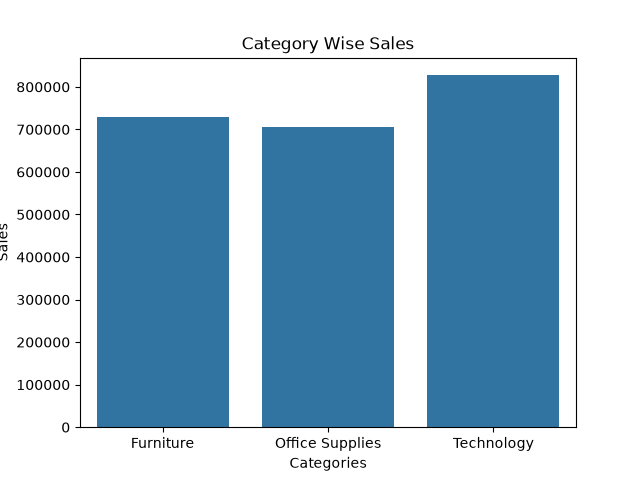 Category Wise Sales
800000
700000
600000
500000
400000
300000
200000
100000
0
Sales
Furniture
Office Supplies
Technology
Categories